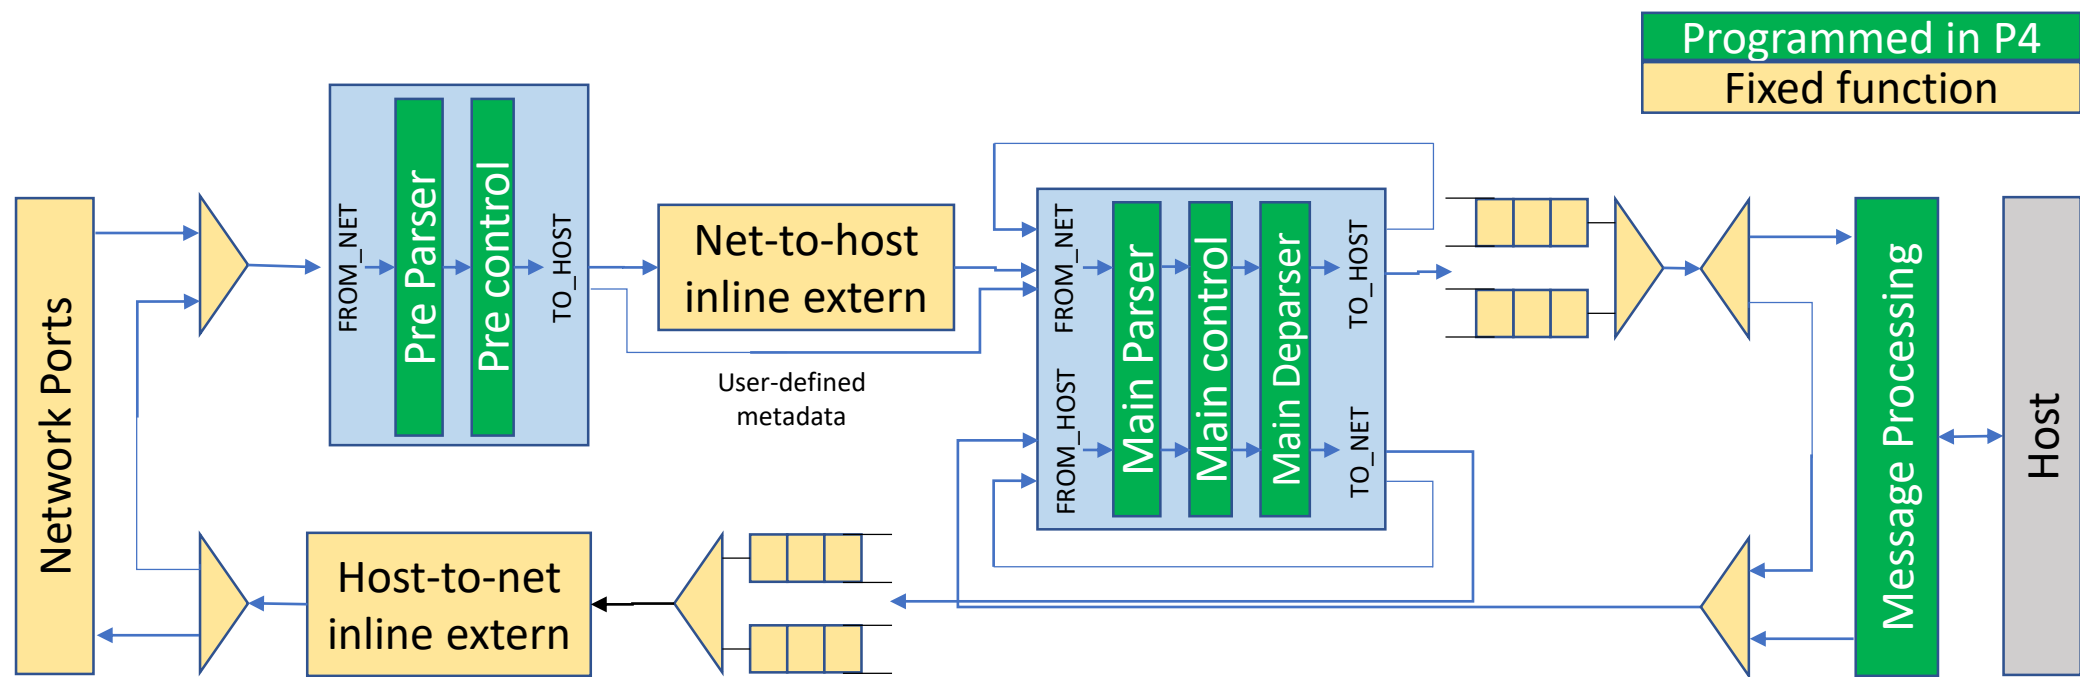 Programmed in P4
Fixed function
Network Ports
FROM_NET
Pre Parser
Pre control
TO_HOST
Net-to-host
inline extern
User-defined
metadata
FROM_NET
FROM_HOST
Main Parser
Main control
Main Deparser
TO_HOST
TO_NET
Message Processing
Host
Host-to-net
inline extern